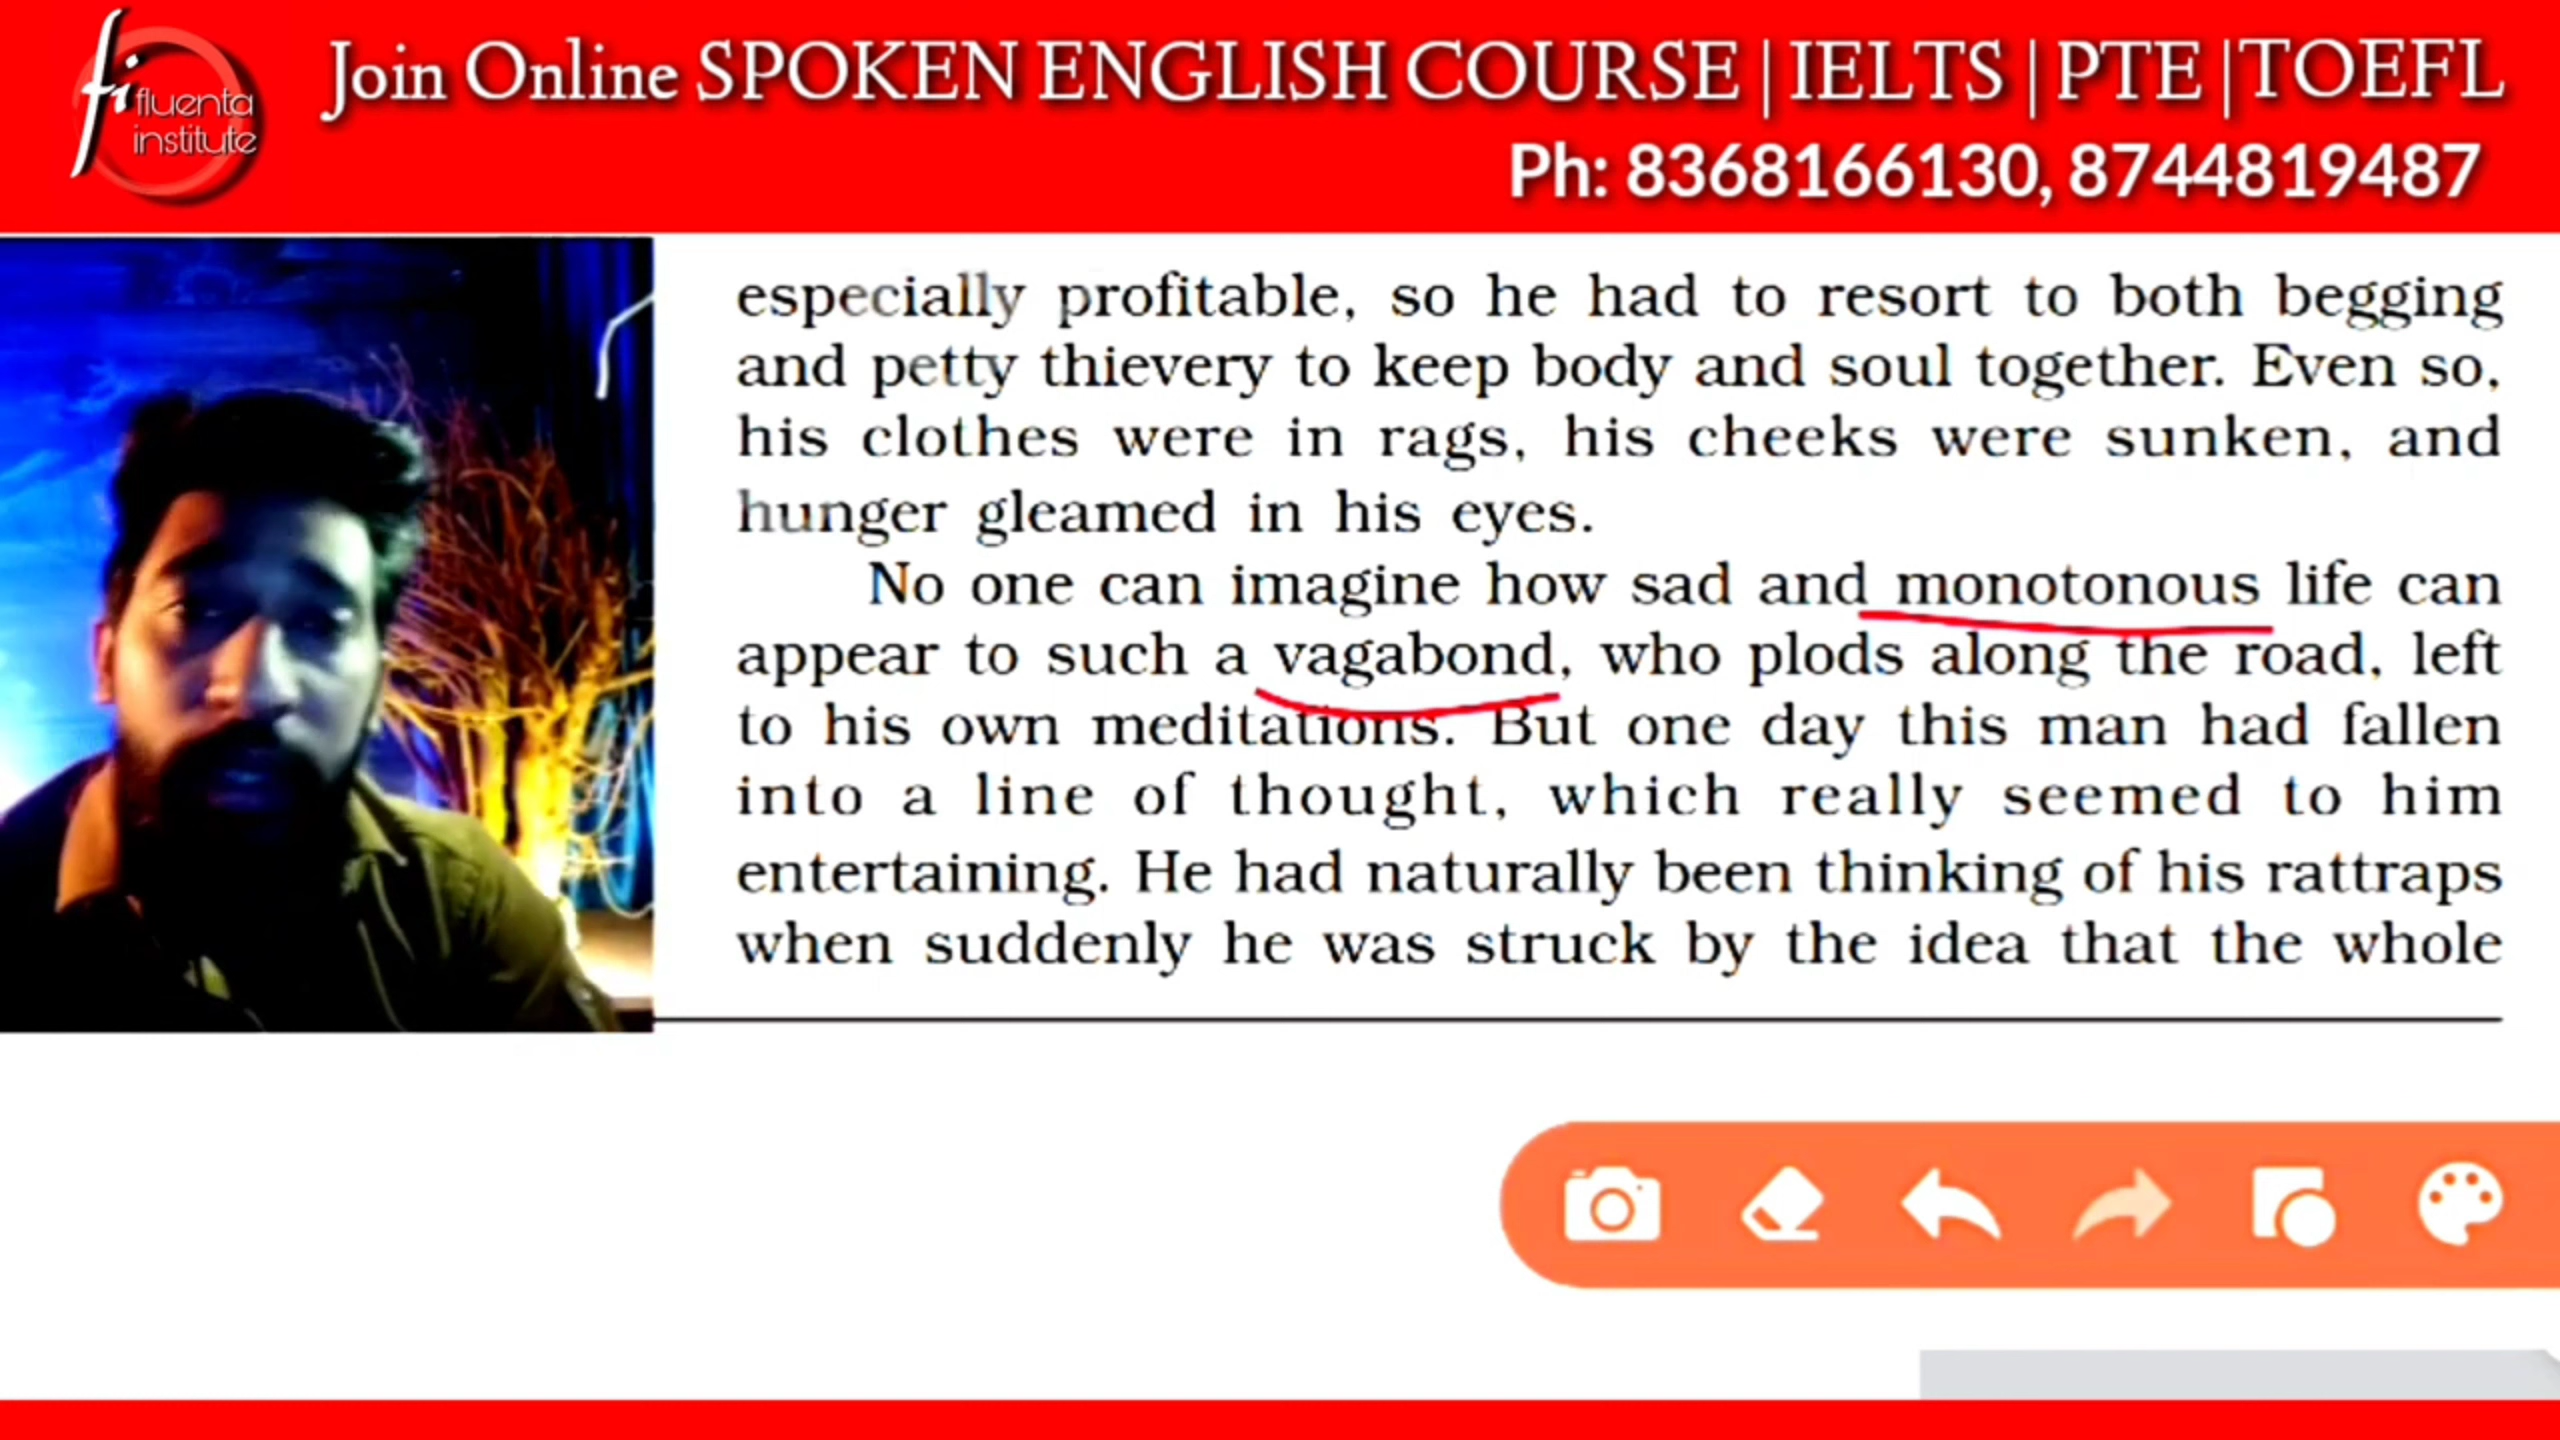 fi fluenta
institute
Join Online SPOKEN ENGLISH COURSE | IELTS | PTE |TOEFL
Ph: 8368166130, 8744819487
especially profitable, so he had to resort to both begging
and petty thievery to keep body and soul together. Even so,
his clothes were in rags, his cheeks were sunken, and
hunger gleamed in his eyes.
No one can imagine how sad and monotonous life can
appear to such a vagabond, who plods along the road, left
to his own meditations. But one day this man had fallen
into a line of thought, which really seemed to him
entertaining. He had naturally been thinking of his rattraps
when suddenly he was struck by the idea that the whole